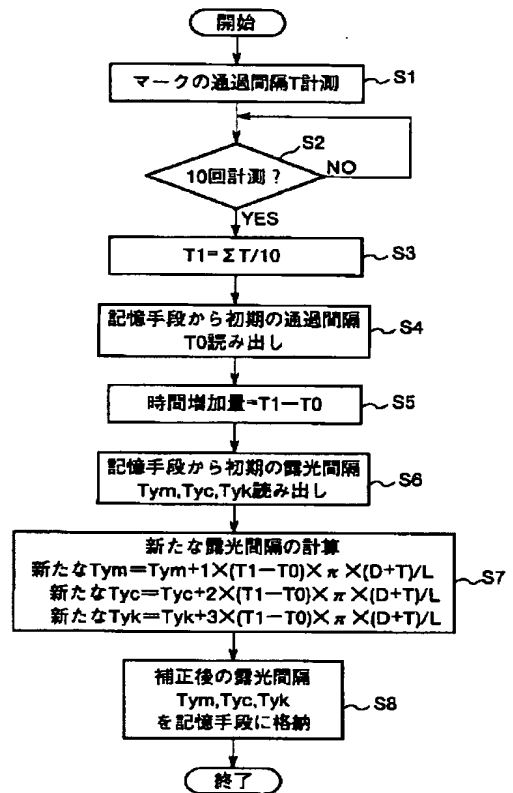 開始
マークの通過間隔T計測
S1
S2
10回計測?
NO
YES
T1=ΣT/10
S3
記憶手段から初期の通過間隔
T0読み出し
S4
時間増加量=T1-T0
S5
記憶手段から初期の露光間隔
Tym,Tyc,Tyk読み出し
S6
新たな露光間隔の計算
新たなTym=Tym+1×(T1-T0)×π×(D+T)/L
新たなTyc=Tyc+2×(T1-T0)×π×(D+T)/L
新たなTyk=Tyk+3×(T1-T0)×π×(D+T)/L
S7
補正後の露光間隔
Tym,Tyc,Tyk
を記憶手段に格納
S8
終了